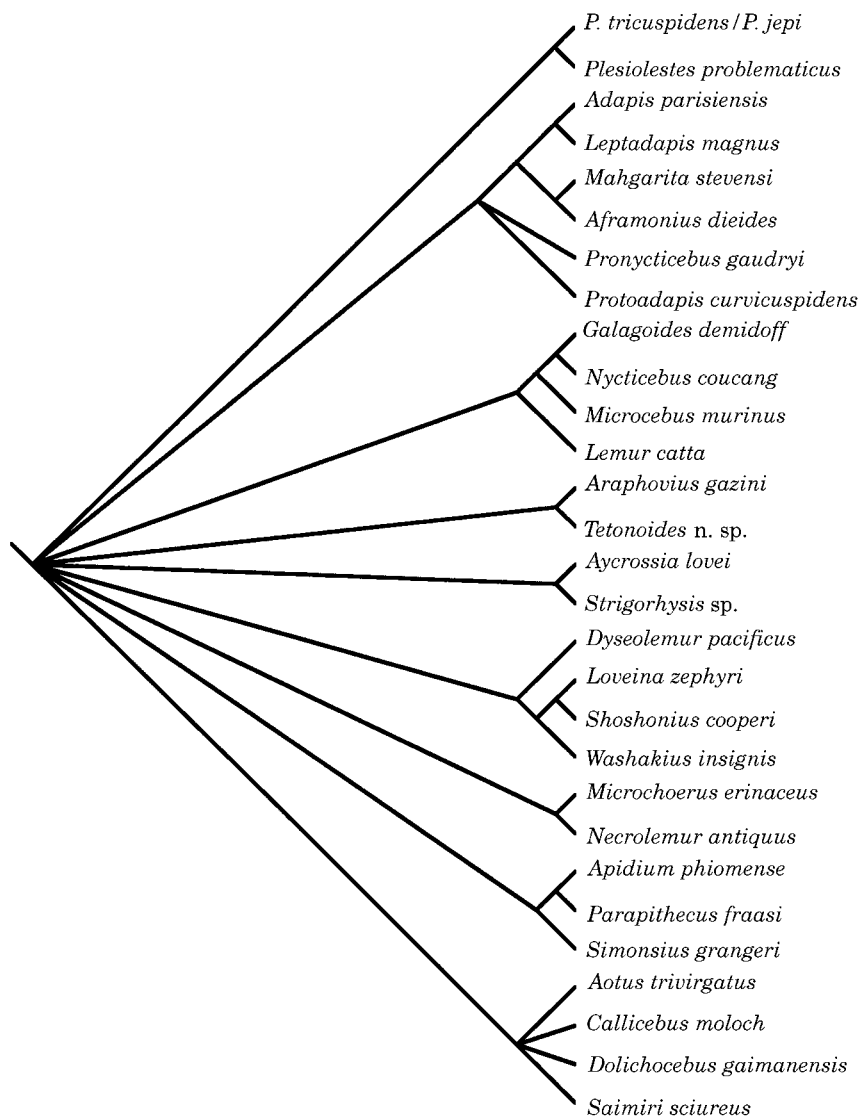 P. tricuspidens / P. jepi
Plesiolestes problematicus
Adapis parisiensis
Leptadapis magnus
Mahgarita stevensi
Aframonius dieides
Pronycticebus gaudryi
Protoadapis curvicuspidens
Galagoides demidoff
Nycticebus coucang
Microcebus murinus
Lemur catta
Araphovius gazini
Tetonoides n. sp.
Aycrossia lovei
Strigorhysis sp.
Dyseolemur pacificus
Loveina zephyri
Shoshonius cooperi
Washakius insignis
Microchoerus erinaceus
Necrolemur antiquus
Apidium phiomense
Parapithecus fraasi
Simonsius grangeri
Aotus trivirgatus
Callicebus moloch
Dolichocebus gaimanensis
Saimiri sciureus